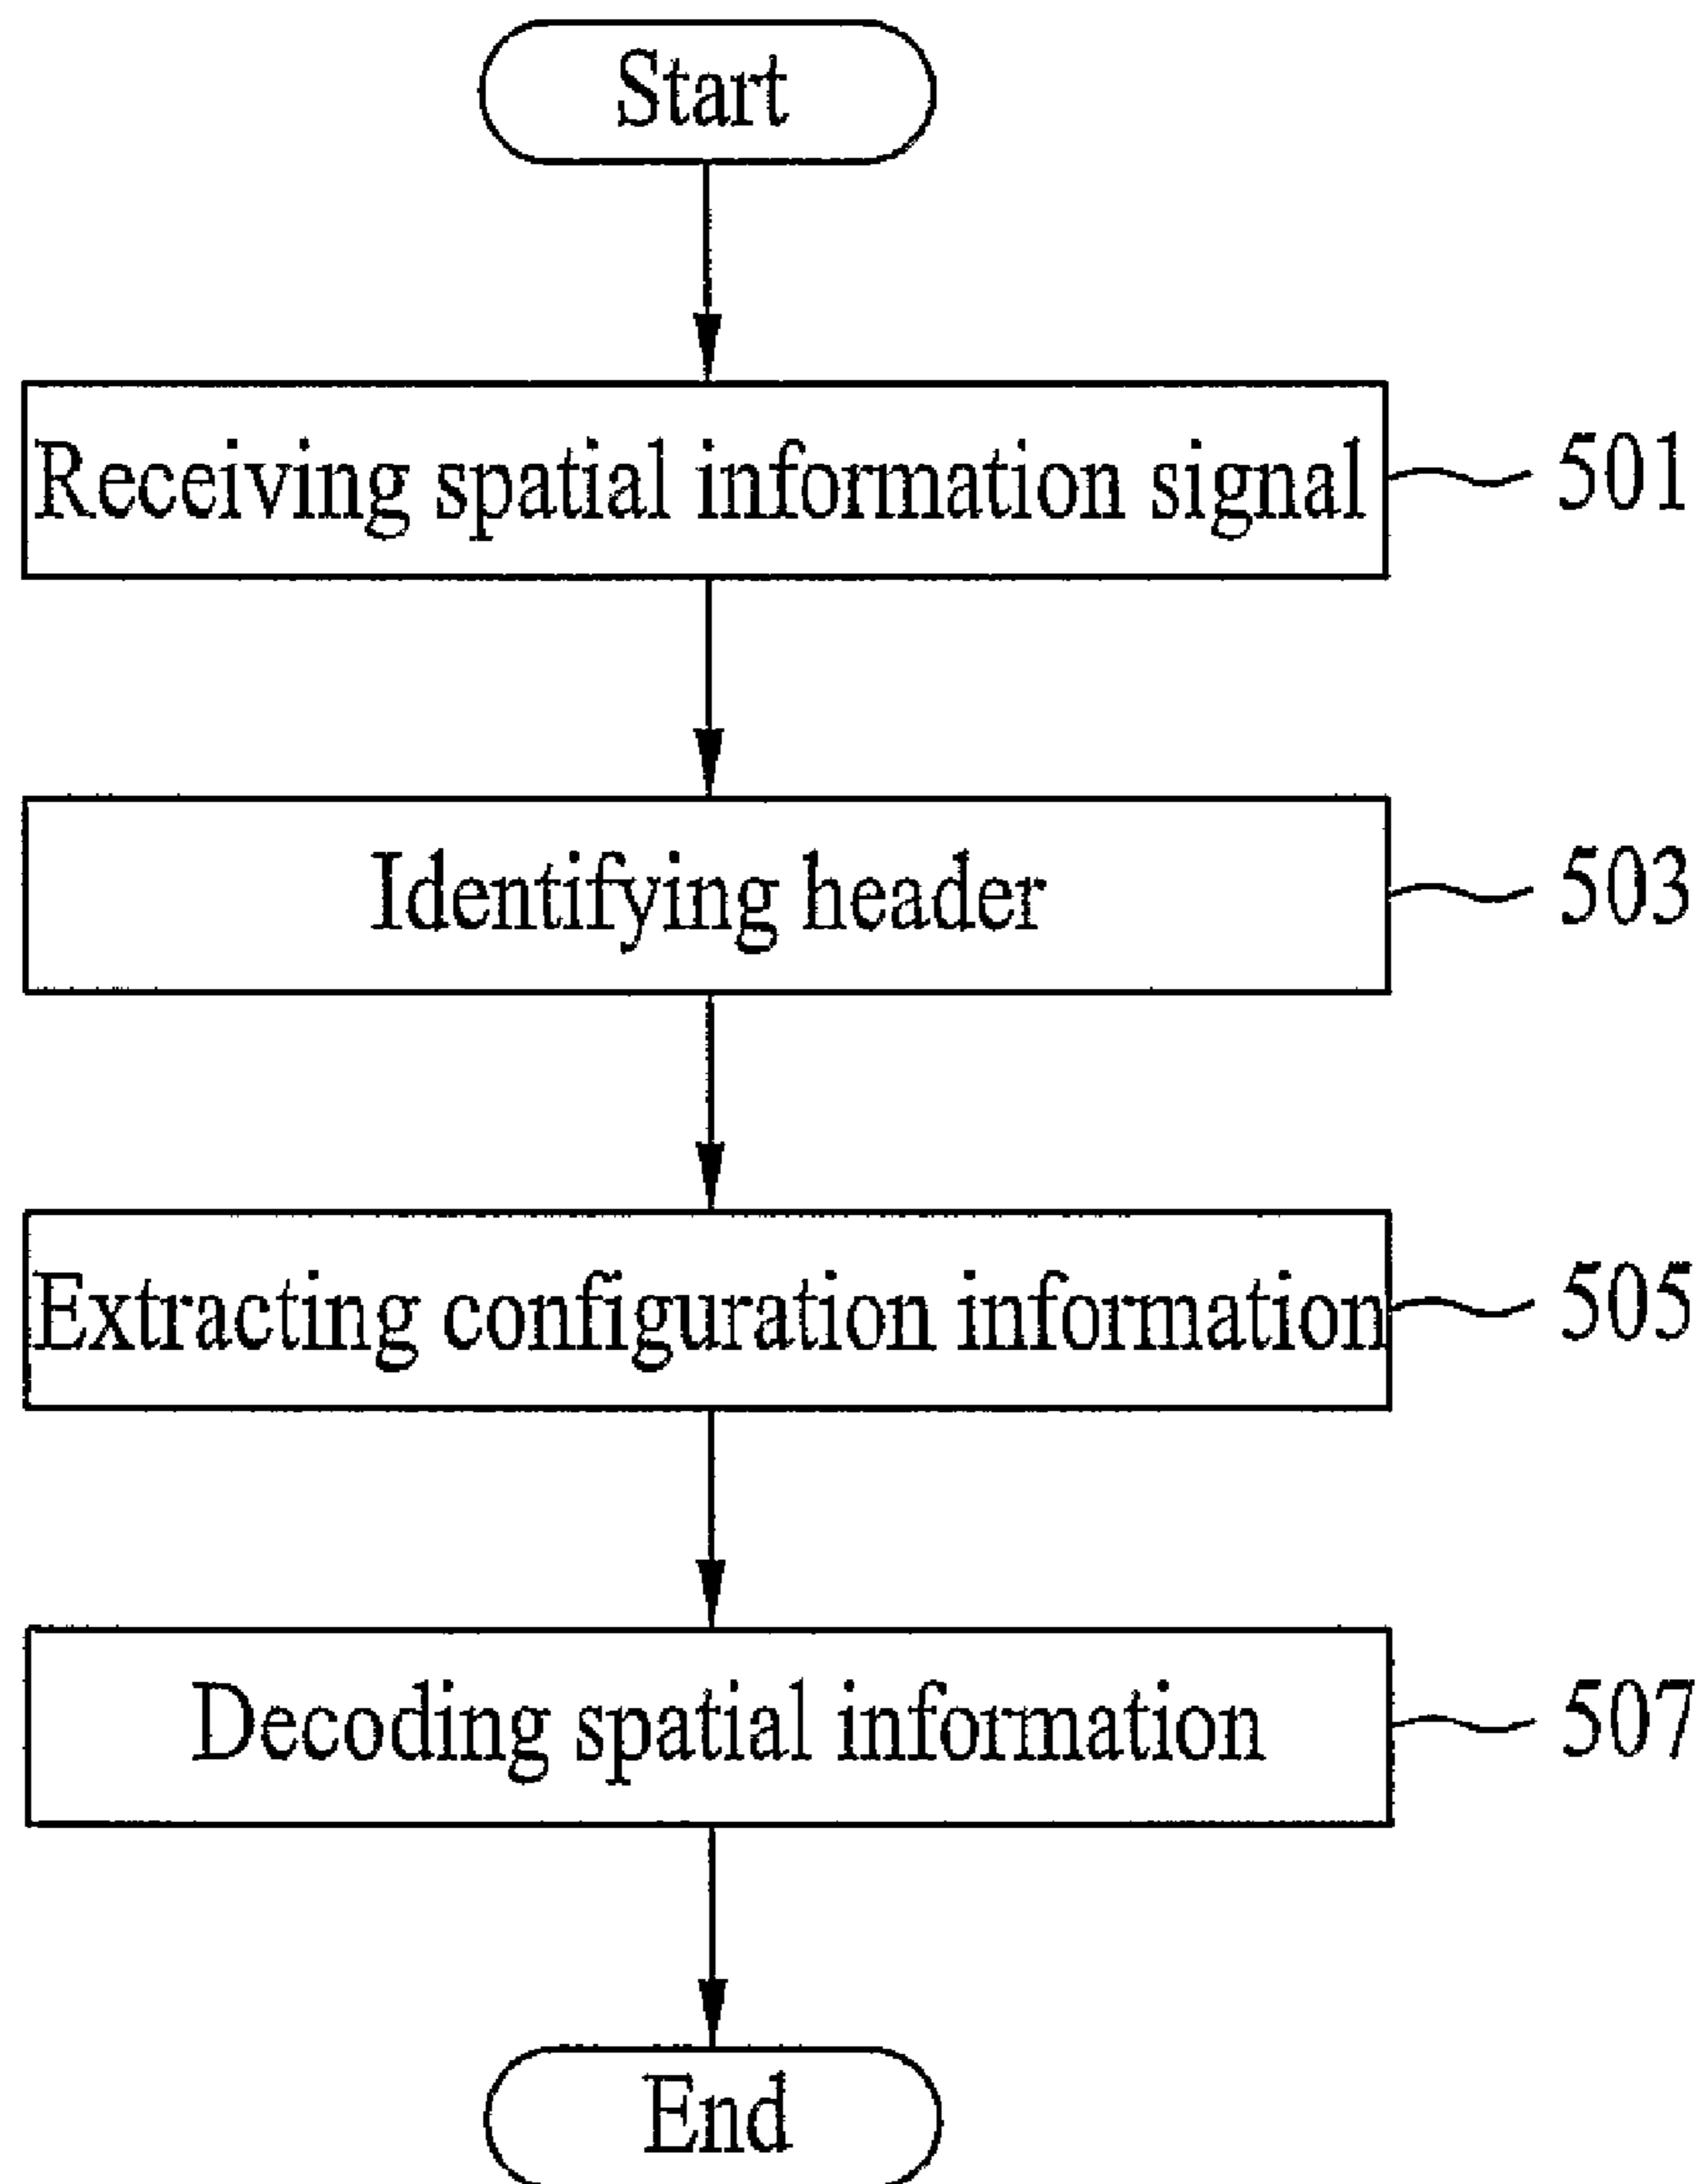 Start
Receiving spatial information signal 501
Identifying header 503
Extracting configuration information 505
Decoding spatial information 507
End